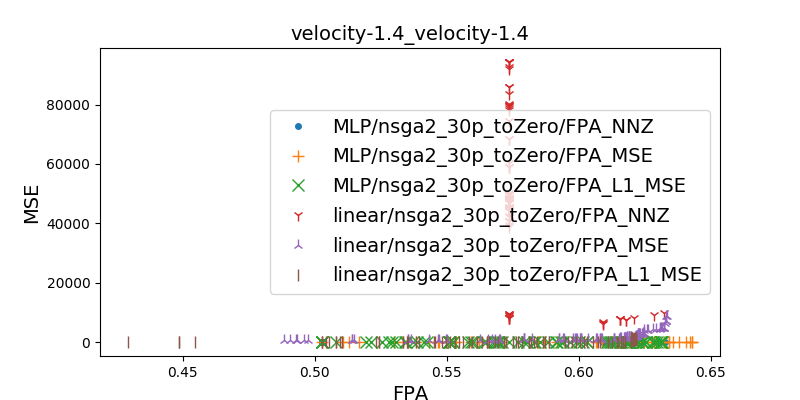 velocity-1.4_velocity-1.4
MSE
80000
60000
40000
20000
0
MLP/nsga2_30p_toZero/FPA_NNZ
MLP/nsga2_30p_toZero/FPA_MSE
MLP/nsga2_30p_toZero/FPA_L1_MSE
linear/nsga2_30p_toZero/FPA_NNZ
linear/nsga2_30p_toZero/FPA_MSE
linear/nsga2_30p_toZero/FPA_L1_MSE
0.45 0.50 0.55 0.60 0.65
FPA